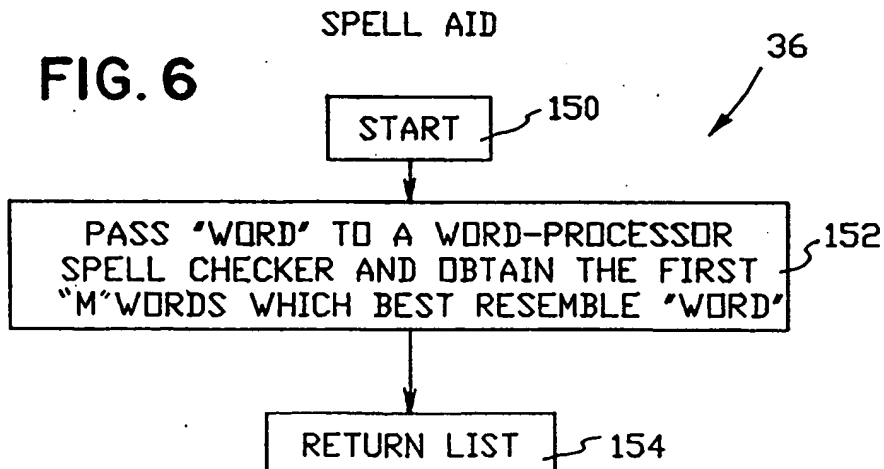 SPELL AID
FIG. 6
36
START
150
PASS "WORD" TO A WORD-PROCESSOR
SPELL CHECKER AND OBTAIN THE FIRST
"M" WORDS WHICH BEST RESEMBLE "WORD"
152
RETURN LIST
154